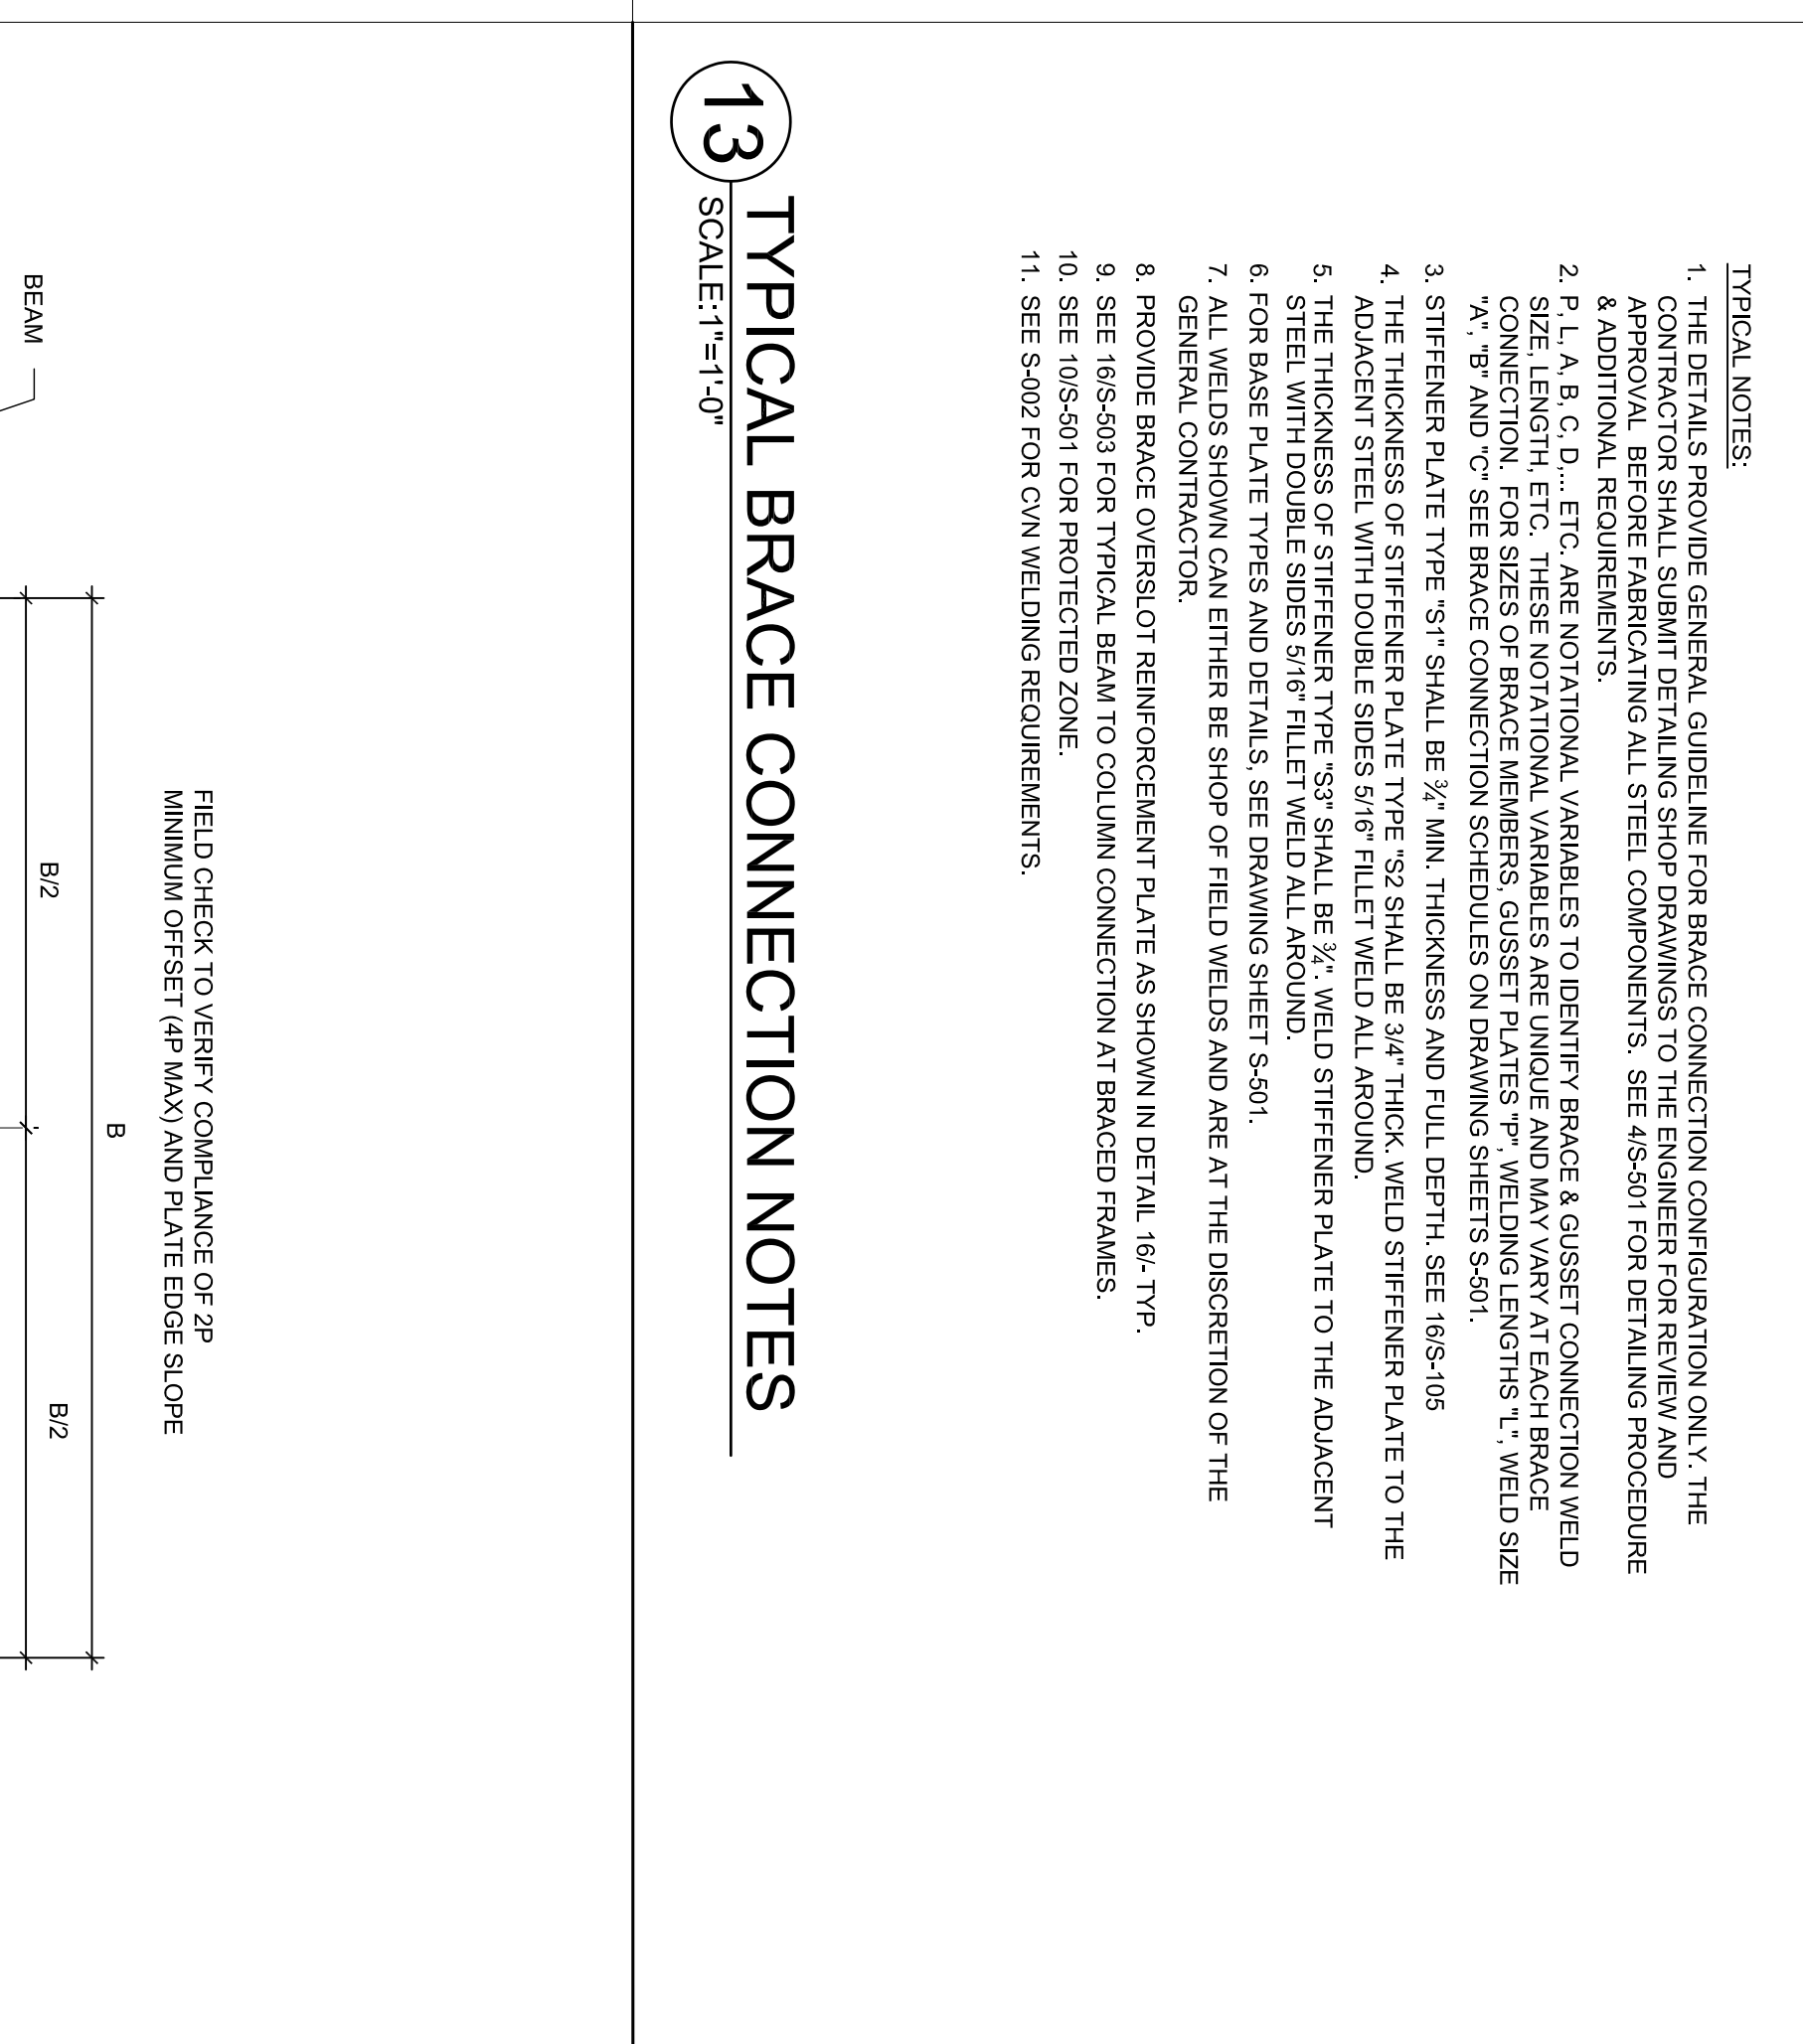 TYPICAL NOTES:
1. THE DETAILS PROVIDE GENERAL GUIDELINE FOR BRACE CONNECTION CONFIGURATION ONLY. THE
CONTRACTOR SHALL SUBMIT DETAILING SHOP DRAWINGS TO THE ENGINEER FOR REVIEW AND
APPROVAL BEFORE FABRICATING ALL STEEL COMPONENTS. SEE 4/S-501 FOR DETAILING PROCEDURE
& ADDITIONAL REQUIREMENTS.
2. P, L, A, B, C, D,... ETC. ARE NOTATIONAL VARIABLES TO IDENTIFY BRACE & GUSSET CONNECTION WELD
SIZE, LENGTH, ETC. THESE NOTATIONAL VARIABLES ARE UNIQUE AND MAY VARY AT EACH BRACE
CONNECTION. FOR SIZES OF BRACE MEMBERS, GUSSET PLATES "P", WELDING LENGTHS "L", WELD SIZE
"A", "B" AND "C" SEE BRACE CONNECTION SCHEDULES ON DRAWING SHEETS S-501.
3. STIFFENER PLATE TYPE "S1" SHALL BE ¾" MIN. THICKNESS AND FULL DEPTH. SEE 16/S-105
4. THE THICKNESS OF STIFFENER PLATE TYPE "S2 SHALL BE 3/4" THICK. WELD STIFFENER PLATE TO THE
ADJACENT STEEL WITH DOUBLE SIDES 5/16" FILLET WELD ALL AROUND.
5. THE THICKNESS OF STIFFENER TYPE "S3" SHALL BE ¾". WELD STIFFENER PLATE TO THE ADJACENT
STEEL WITH DOUBLE SIDES 5/16" FILLET WELD ALL AROUND.
6. FOR BASE PLATE TYPES AND DETAILS, SEE DRAWING SHEET S-501.
7. ALL WELDS SHOWN CAN EITHER BE SHOP OF FIELD WELDS AND ARE AT THE DISCRETION OF THE
GENERAL CONTRACTOR.
8. PROVIDE BRACE OVERSLOT REINFORCEMENT PLATE AS SHOWN IN DETAIL 16/- TYP.
9. SEE 16/S-503 FOR TYPICAL BEAM TO COLUMN CONNECTION AT BRACED FRAMES.
10. SEE 10/S-501 FOR PROTECTED ZONE.
11. SEE S-002 FOR CVN WELDING REQUIREMENTS.
13 TYPICAL BRACE CONNECTION NOTES
SCALE:1"=1'-0"
FIELD CHECK TO VERIFY COMPLIANCE OF 2P
MINIMUM OFFSET (4P MAX) AND PLATE EDGE SLOPE
B
B/2
B/2
BEAM